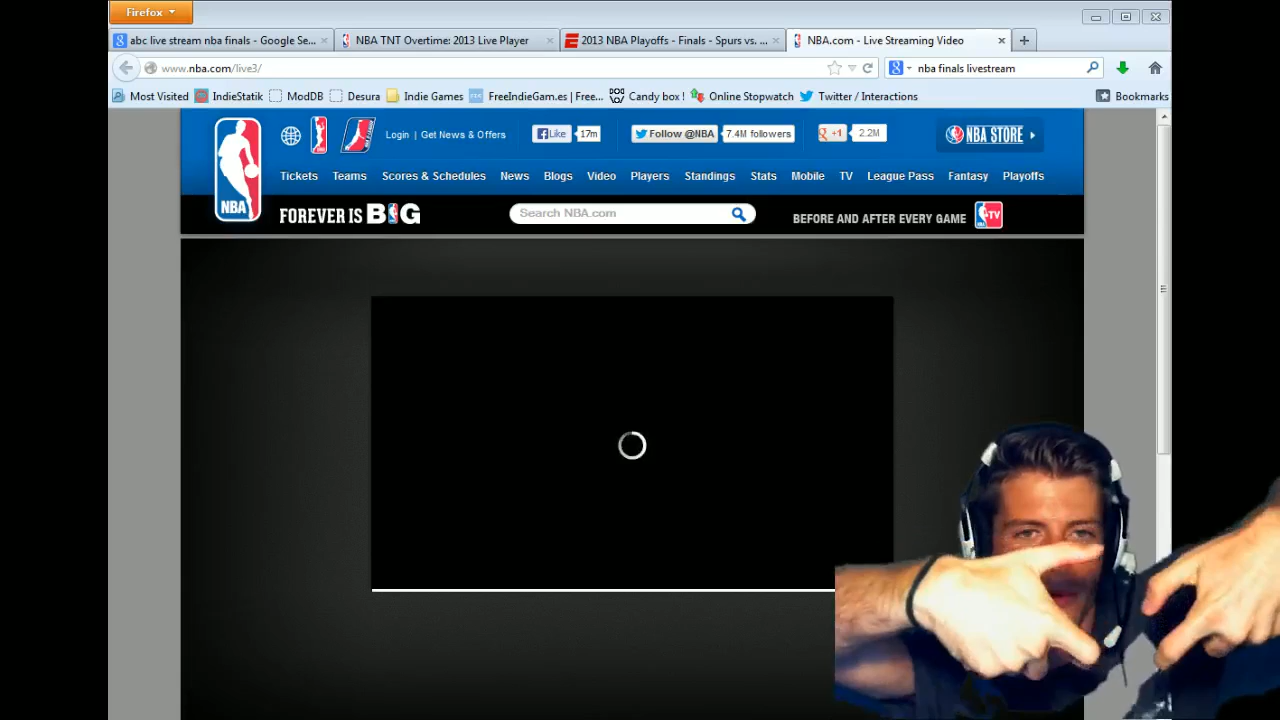 Firefox
abc live stream nba finals - Google Se...
NBA TNT Overtime: 2013 Live Player
2013 NBA Playoffs - Finals - Spurs vs. ...
NBA.com - Live Streaming Video
www.nba.com/live3/
nba finals livestream
Most Visited IndieStatik ModDB Desura Indie Games FreeIndieGam.es | Free... Candy box ! Online Stopwatch Twitter / Interactions Bookmarks
Login | Get News & Offers
Like 17m
Follow @NBA 7.4M followers
+1 2.2M
NBA STORE
Tickets Teams Scores & Schedules News Blogs Video Players Standings Stats Mobile TV League Pass Fantasy Playoffs
NBA
FOREVER IS BIG
Search NBA.com
BEFORE AND AFTER EVERY GAME
TV